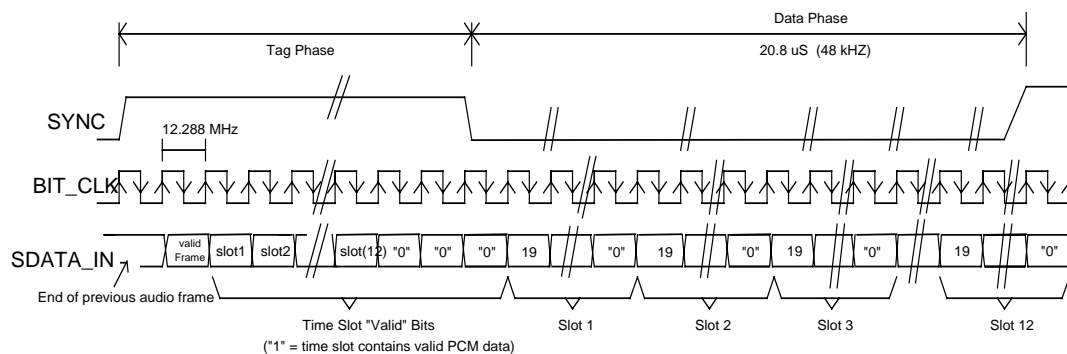 Data Phase
Tag Phase
20.8 uS (48 kHZ)
SYNC
12.288 MHz
BIT_CLK
SDATA_IN
valid
Frame
slot1
slot2
slot(12)
"0"
"0"
"0"
19
"0"
19
"0"
19
"0"
19
"0"
End of previous audio frame
Time Slot "Valid" Bits
("1" = time slot contains valid PCM data)
Slot 1
Slot 2
Slot 3
Slot 12